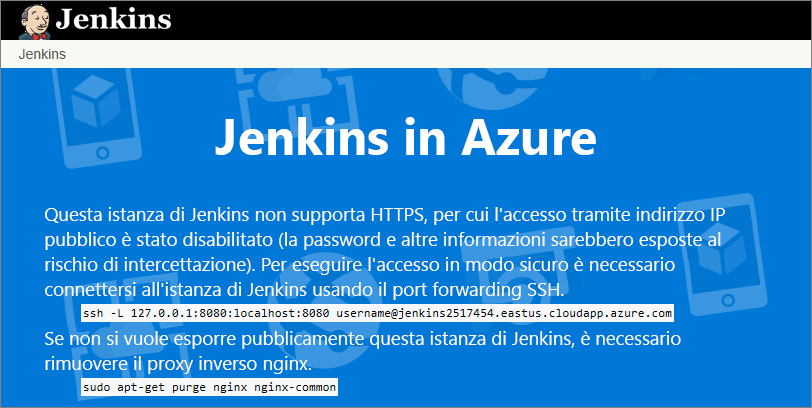 Jenkins
Jenkins
Jenkins in Azure
Questa istanza di Jenkins non supporta HTTPS, per cui l'accesso tramite indirizzo IP
pubblico è stato disabilitato (la password e altre informazioni sarebbero esposte al
rischio di intercettazione). Per eseguire l'accesso in modo sicuro è necessario
connettersi all'istanza di Jenkins usando il port forwarding SSH.
ssh -L 127.0.0.1:8080:localhost:8080 username@jenkins2517454.eastus.cloudapp.azure.com
Se non si vuole esporre pubblicamente questa istanza di Jenkins, è necessario
rimuovere il proxy inverso nginx.
sudo apt-get purge nginx nginx-common